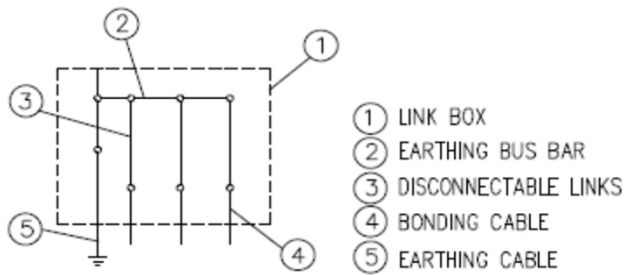 2
1
3
5
4
1 LINK BOX
2 EARTHING BUS BAR
3 DISCONNECTABLE LINKS
4 BONDING CABLE
5 EARTHING CABLE